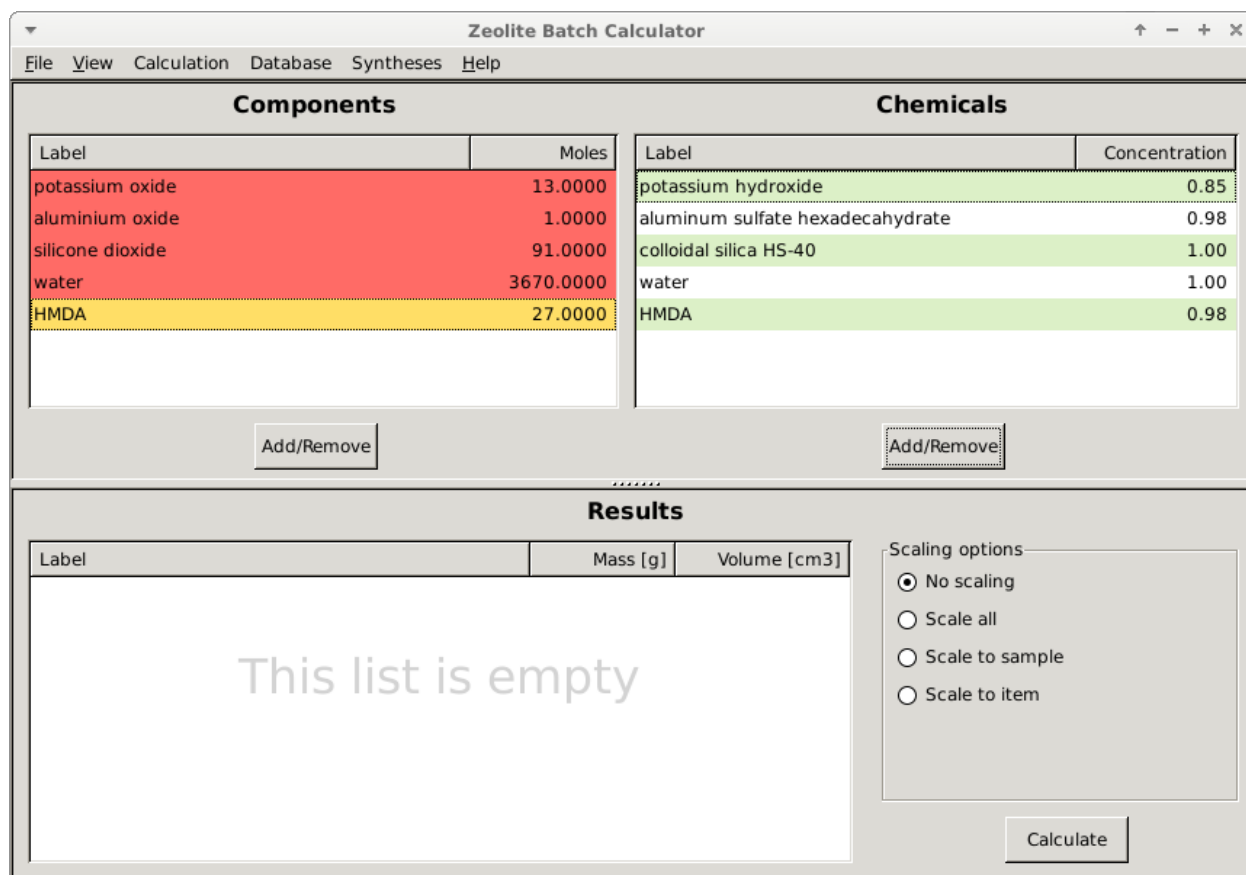 Zeolite Batch Calculator
File View Calculation Database Syntheses Help
Components
Label Moles
potassium oxide 13.0000
aluminium oxide 1.0000
silicone dioxide 91.0000
water 3670.0000
HMDA 27.0000
Add/Remove
Chemicals
Label Concentration
potassium hydroxide 0.85
aluminum sulfate hexadecahydrate 0.98
colloidal silica HS-40 1.00
water 1.00
HMDA 0.98
Add/Remove
Results
Label Mass [g] Volume [cm3]
This list is empty
Scaling options
No scaling
Scale all
Scale to sample
Scale to item
Calculate